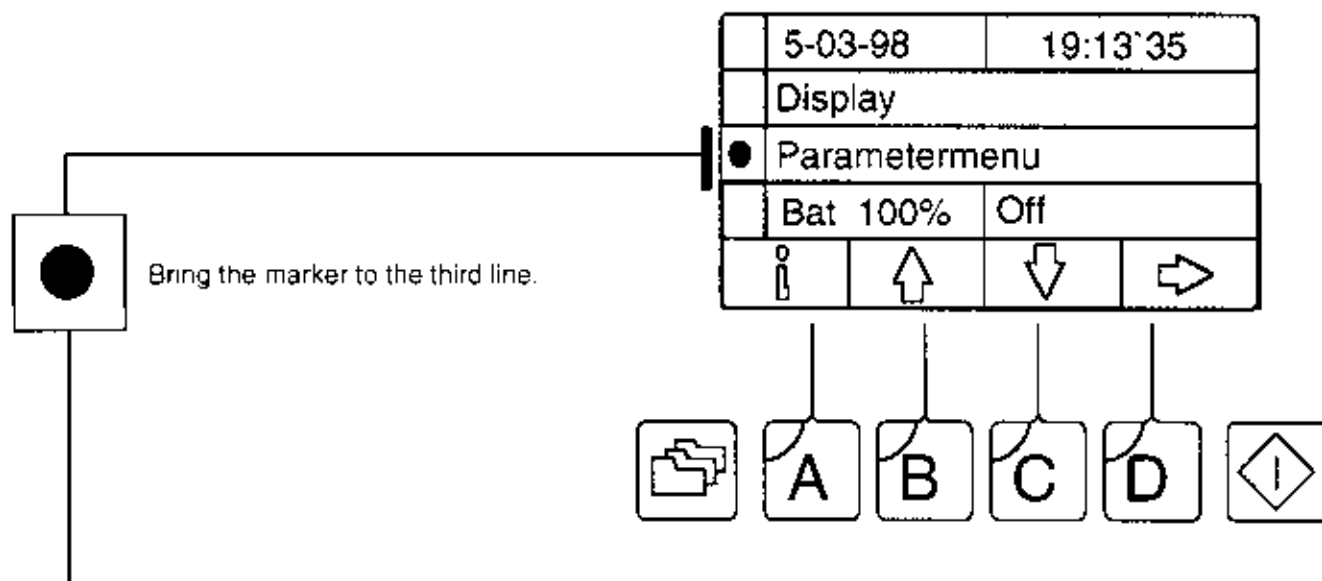 5-03-98 19:13`35
Display
Parametermenu
Bat 100% Off
i
Bring the marker to the third line.
A B C D
I